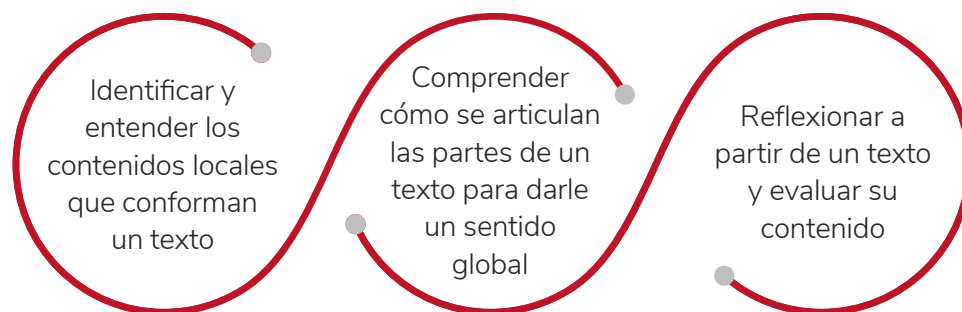 Identificar y
entender los
contenidos locales
que conforman
un texto
Comprender
cómo se articulan
las partes de un
texto para darle
un sentido
global
Reflexionar a
partir de un texto
y evaluar su
contenido